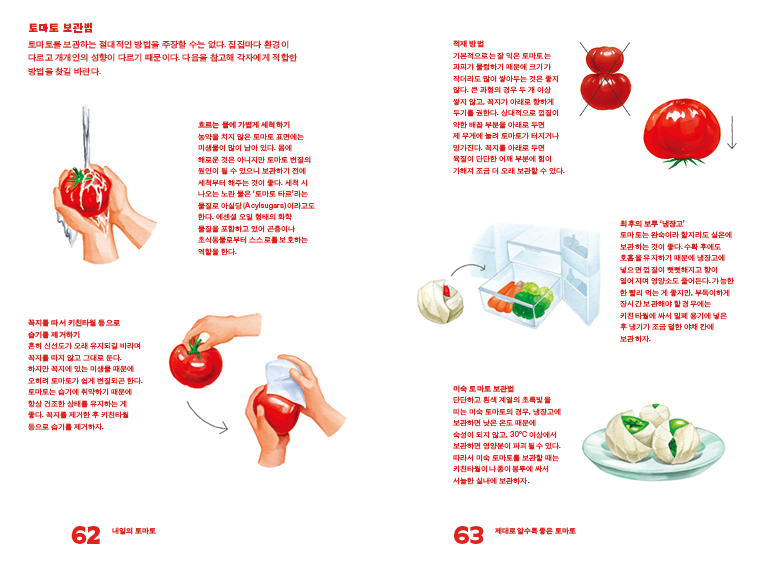 토마토 보관법
토마토를 보관하는 절대적인 방법을 주장할 수는 없다. 집집마다 환경이
다르고 개개인의 성향이 다르기 때문이다. 다음을 참고해 각자에게 적합한
방법을 찾길 바란다.
흐르는 물에 가볍게 세척하기
농약을 치지 않은 토마토 표면에는
미생물이 많이 남아 있다. 몸에
해로운 것은 아니지만 토마토 변질의
원인이 될 수 있으니 보관하기 전에
세척부터 해주는 것이 좋다. 세척 시
나오는 노란 물은 ‘토마토 타르’라는
물질로 아실당(Acylsugars)이라고도
한다. 에센셜 오일 형태의 화학
물질을 포함하고 있어 곤충이나
초식동물로부터 스스로를 보호하는
역할을 한다.
꼭지를 따서 키친타월 등으로
습기를 제거하기
흔히 신선도가 오래 유지되길 바라며
꼭지를 따지 않고 그대로 둔다.
하지만 꼭지에 있는 미생물 때문에
오히려 토마토가 쉽게 변질되곤 한다.
토마토는 습기에 취약하기 때문에
항상 건조한 상태를 유지하는 게
좋다. 꼭지를 제거한 후 키친타월
등으로 습기를 제거하자.
62 내일의 토마토
적재 방법
기본적으로는 잘 익은 토마토는
과피가 물렁하기 때문에 크기가
작더라도 많이 쌓아두는 것은 좋지
않다. 큰 과형의 경우 두 개 이상
쌓지 않고, 꼭지가 아래로 향하게
두기를 권한다. 상대적으로 껍질이
약한 배꼽 부분을 아래로 두면
제 무게에 눌려 토마토가 터지거나
망가진다. 꼭지를 아래로 두면
육질이 단단한 어깨 부분에 힘이
가해져 조금 더 오래 보관할 수 있다.
최후의 보루 ‘냉장고’
토마토는 완숙이라 할지라도 실온에
보관하는 것이 좋다. 수확 후에도
호흡을 유지하기 때문에 냉장고에
넣으면 껍질이 뻣뻣해지고 향이
옅어지며 영양소도 줄어든다. 가능한
한 빨리 먹는 게 좋지만, 부득이하게
장시간 보관해야 할 경우에는
키친타월에 싸서 밀폐 용기에 넣은
후 냉기가 조금 덜한 야채 칸에
보관하자.
미숙 토마토 보관법
단단하고 흰색 계열의 초록빛을
띠는 미숙 토마토의 경우, 냉장고에
보관하면 낮은 온도 때문에
숙성이 되지 않고, 30°C 이상에서
보관하면 영양분이 파괴될 수 있다.
따라서 미숙 토마토를 보관할 때는
키친타월이나 종이 봉투에 싸서
서늘한 실내에 보관하자.
63 제대로 알수록 좋은 토마토